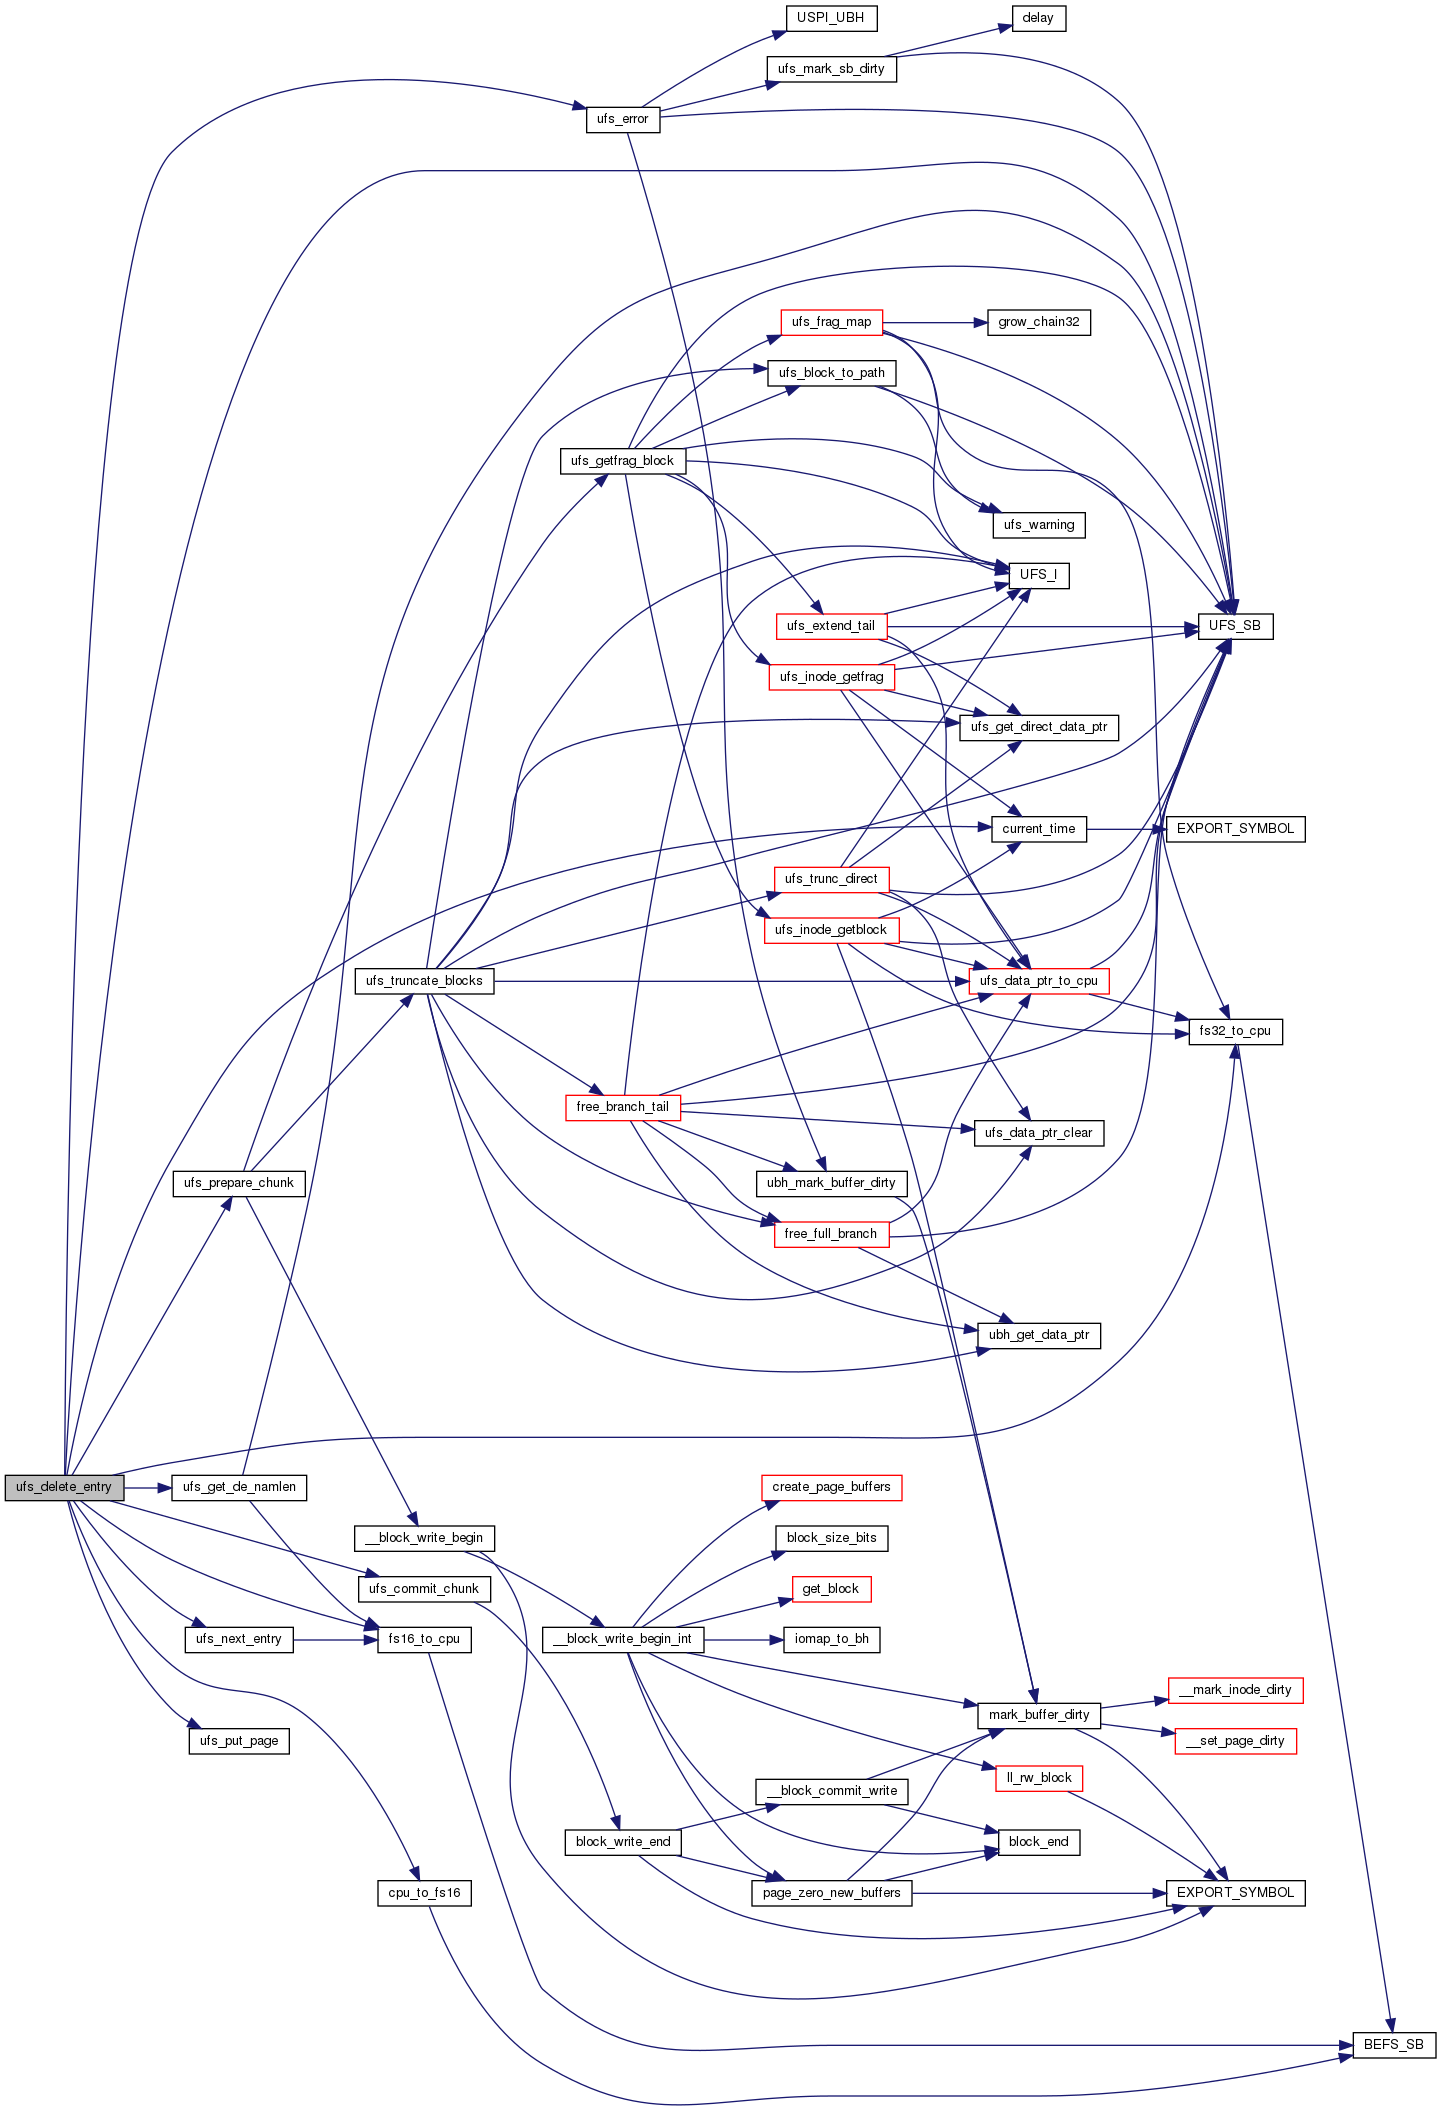 USPI_UBH
delay
ufs_mark_sb_dirty
ufs_error
ufs_frag_map
grow_chain32
ufs_block_to_path
ufs_getfrag_block
ufs_warning
UFS_I
ufs_extend_tail
UFS_SB
ufs_inode_getfrag
ufs_get_direct_data_ptr
current_time
EXPORT_SYMBOL
ufs_trunc_direct
ufs_inode_getblock
ufs_truncate_blocks
ufs_data_ptr_to_cpu
fs32_to_cpu
free_branch_tail
ufs_data_ptr_clear
ufs_prepare_chunk
ubh_mark_buffer_dirty
free_full_branch
ubh_get_data_ptr
ufs_delete_entry
ufs_get_de_namlen
create_page_buffers
__block_write_begin
block_size_bits
ufs_commit_chunk
get_block
ufs_next_entry
fs16_to_cpu
__block_write_begin_int
iomap_to_bh
__mark_inode_dirty
mark_buffer_dirty
ufs_put_page
__set_page_dirty
ll_rw_block
__block_commit_write
block_write_end
block_end
cpu_to_fs16
page_zero_new_buffers
EXPORT_SYMBOL
BEFS_SB